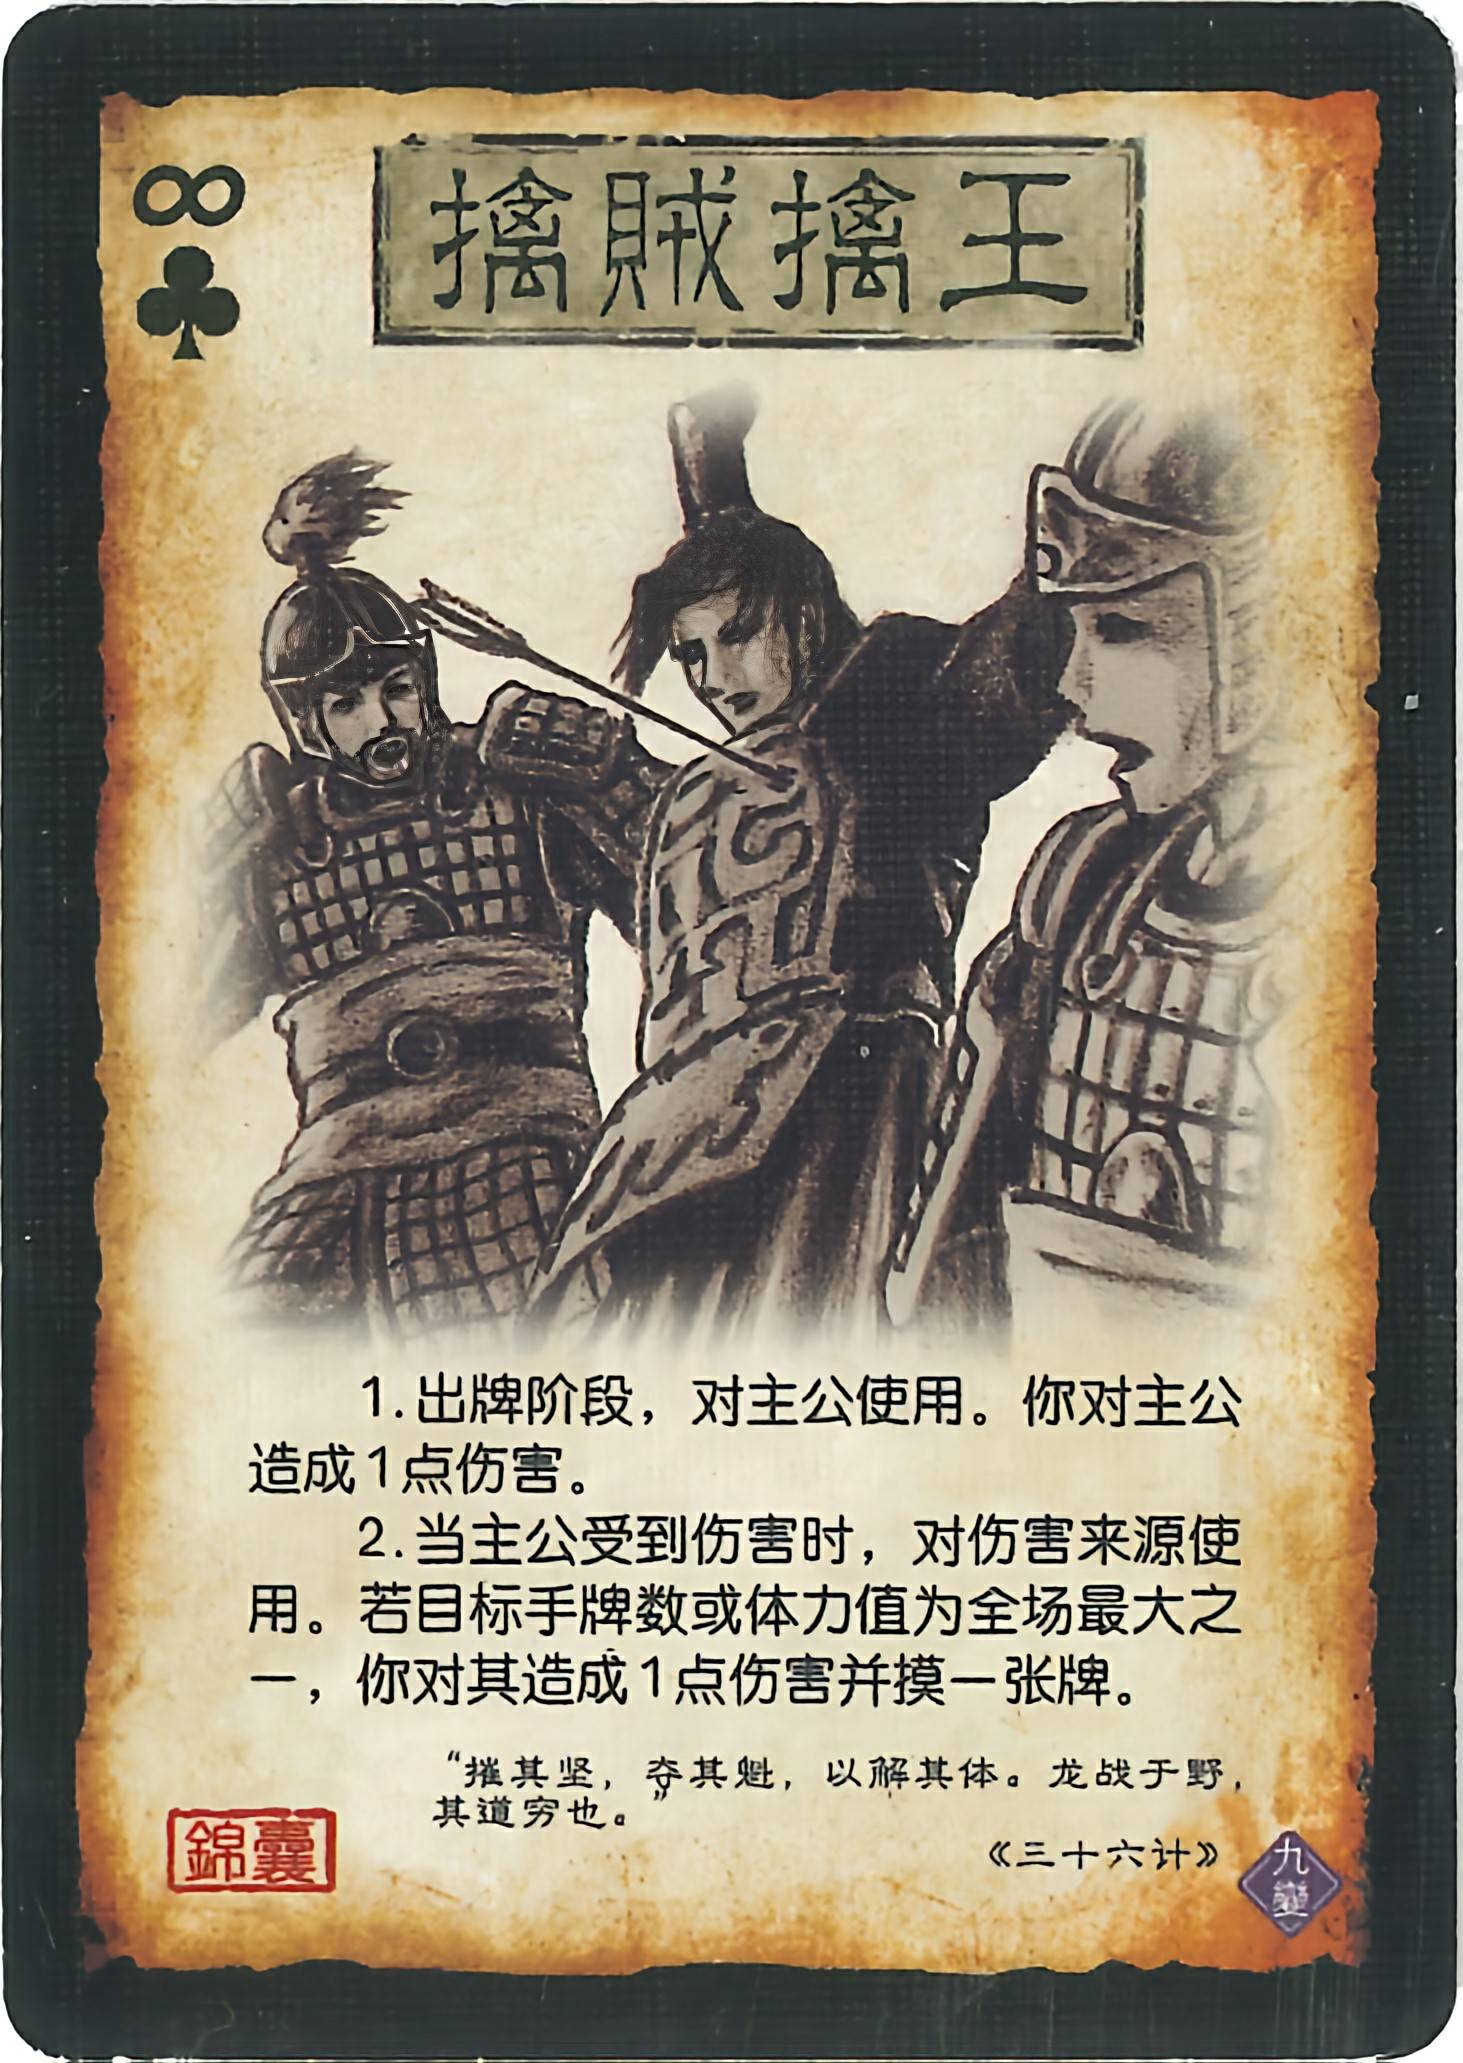 ∞
♣
擒賊擒王
1.出牌阶段，对主公使用。你对主公
造成1点伤害。
2.当主公受到伤害时，对伤害来源使
用。若目标手牌数或体力值为全场最大之
一，你对其造成1点伤害并摸一张牌。
“摧其坚，夺其魁，以解其体。龙战于野，
其道穷也。”
《三十六计》
錦囊
九變